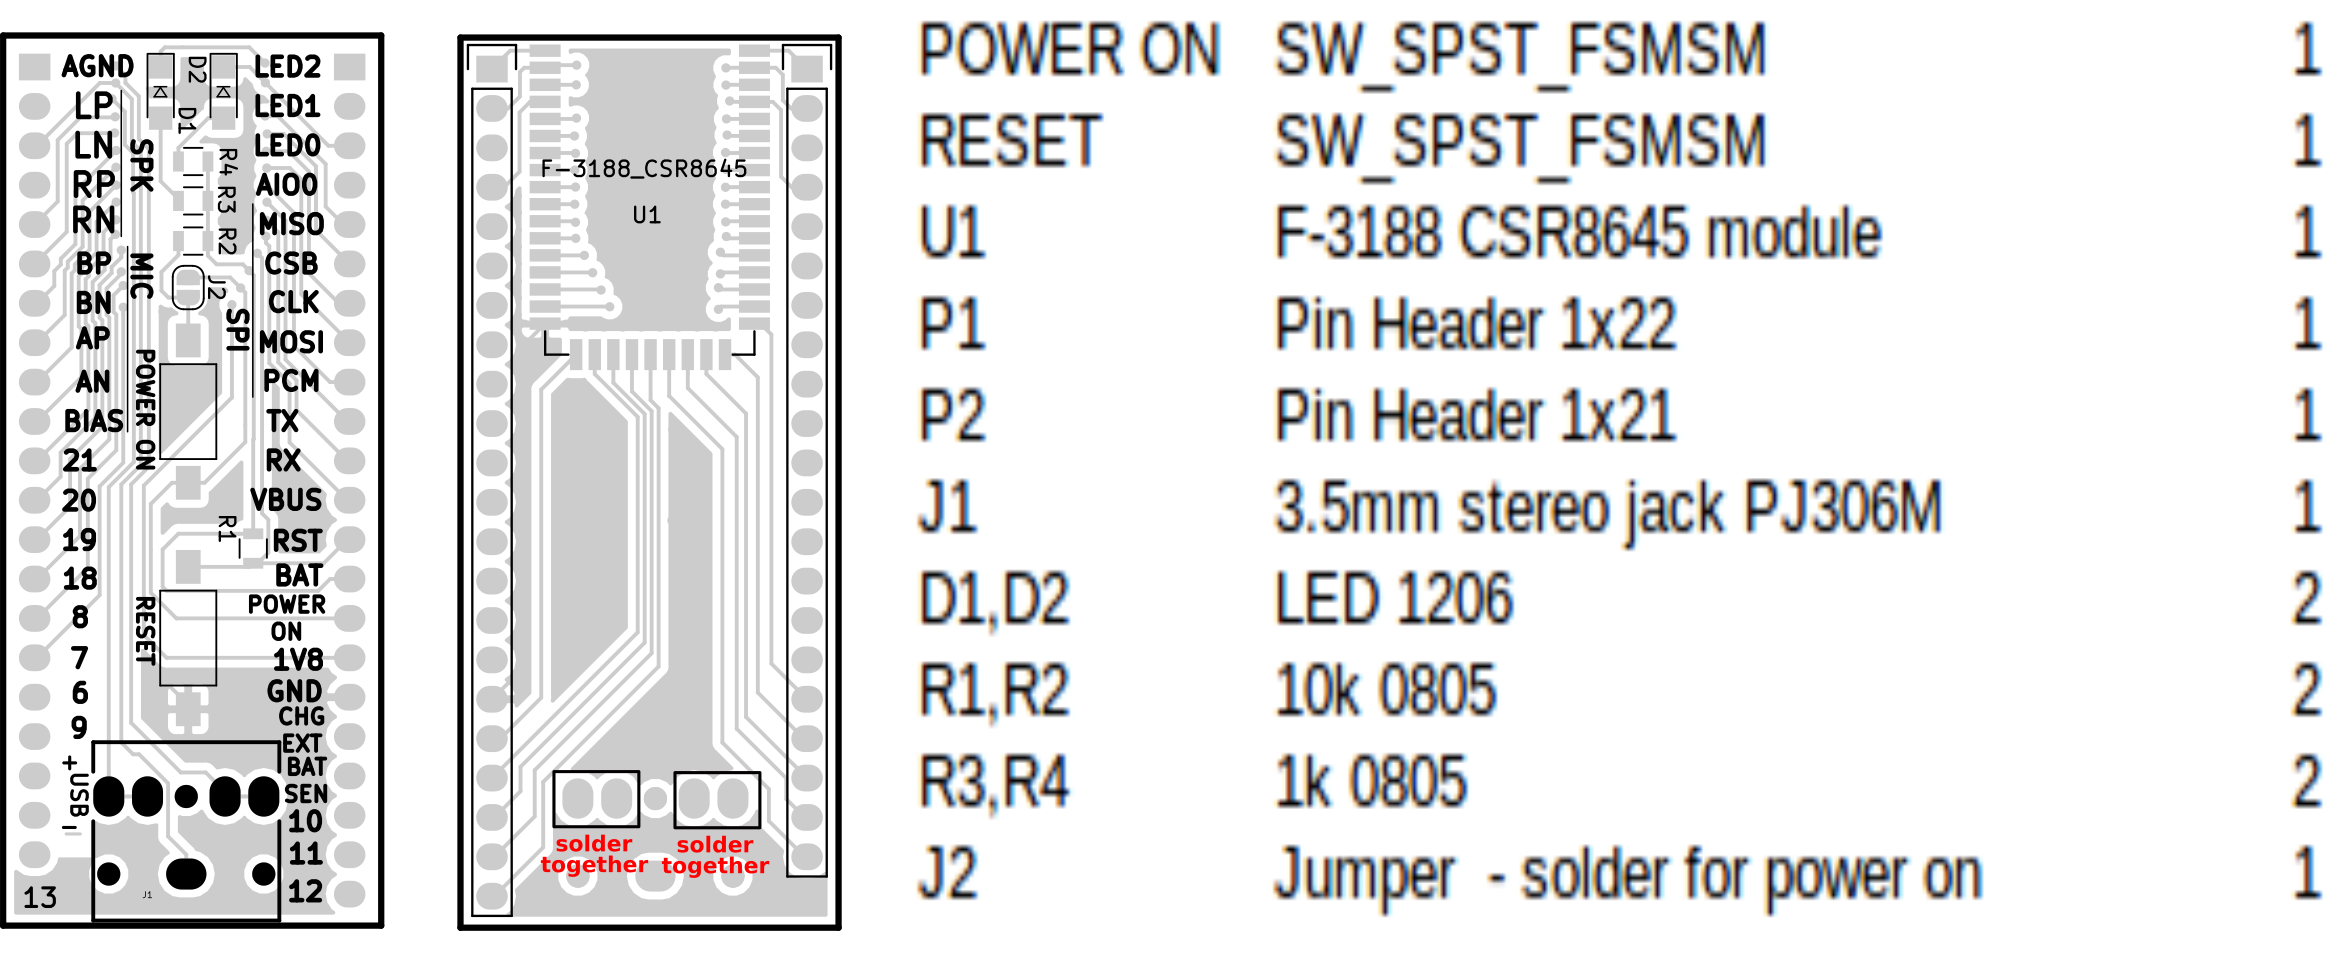 AGND
LP
LN
RP
RN
BP
BN
AP
AN
BIAS
21
20
19
18
8
7
6
9
+USB-
13
SPK
MIC
POWER ON
RESET
D2
D1
R4
R3
R2
J2
SPI
R1
J1
LED2
LED1
LED0
AIO0
MISO
CSB
CLK
MOSI
PCM
TX
RX
VBUS
RST
BAT
POWER
ON
1V8
GND
CHG
EXT
BAT
SEN
10
11
12
F-3188_CSR8645
U1
solder
together
solder
together
POWER ON SW_SPST_FSMSM 1
RESET SW_SPST_FSMSM 1
U1 F-3188 CSR8645 module 1
P1 Pin Header 1x22 1
P2 Pin Header 1x21 1
J1 3.5mm stereo jack PJ306M 1
D1,D2 LED 1206 2
R1,R2 10k 0805 2
R3,R4 1k 0805 2
J2 Jumper - solder for power on 1